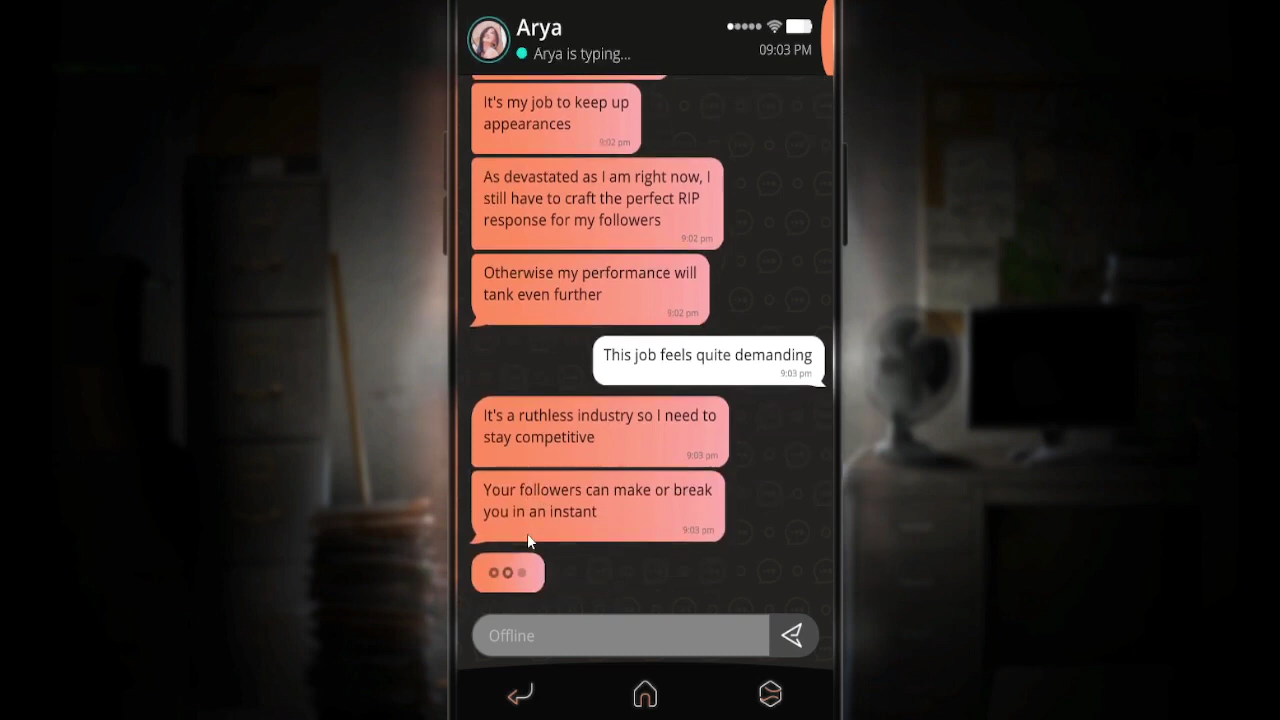 Arya
Arya is typing...
09:03 PM
It's my job to keep up
appearances
9:02 pm
As devastated as I am right now, I
still have to craft the perfect RIP
response for my followers
9:02 pm
Otherwise my performance will
tank even further
9:02 pm
This job feels quite demanding
9:03 pm
It's a ruthless industry so I need to
stay competitive
9:03 pm
Your followers can make or break
you in an instant
9:03 pm
Offline